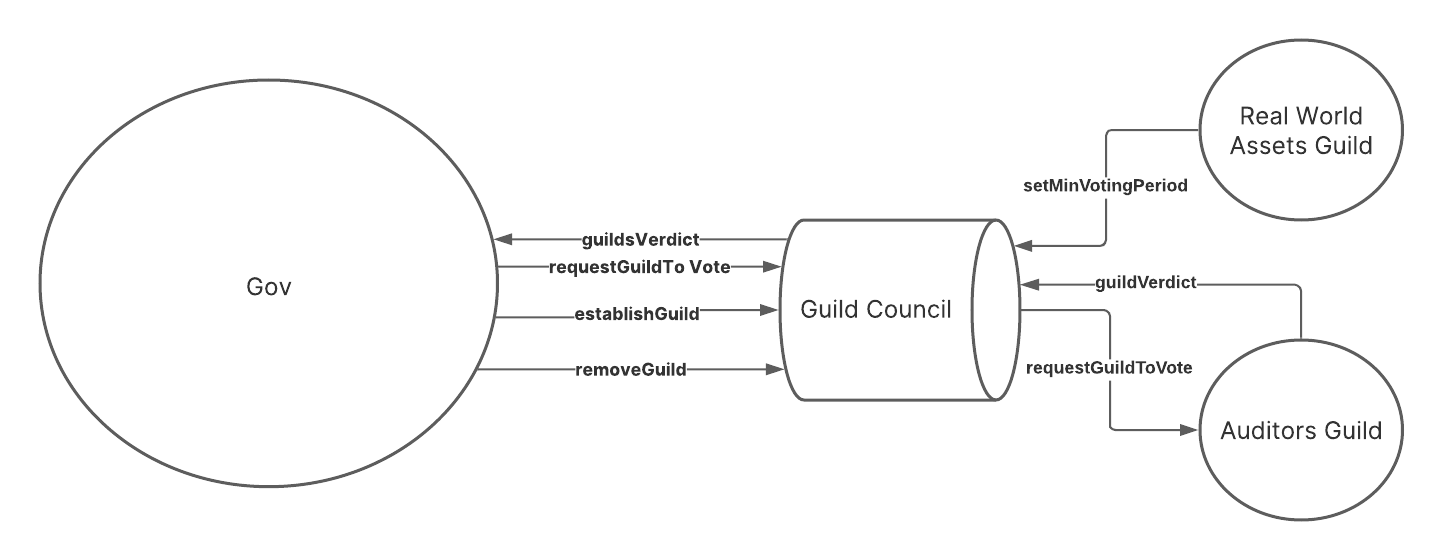 Real World
Assets Guild
setMinVotingPeriod
guildsVerdict
requestGuildTo Vote
Gov
establishGuild
Guild Council
guildVerdict
removeGuild
requestGuildToVote
Auditors Guild